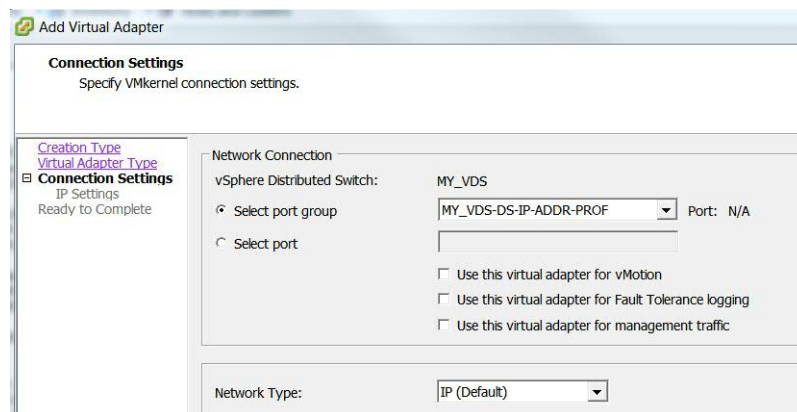 Add Virtual Adapter
Connection Settings
Specify VMkernel connection settings.
Creation Type
Virtual Adapter Type
Connection Settings
IP Settings
Ready to Complete
Network Connection
vSphere Distributed Switch: MY_VDS
Select port group MY_VDS-DS-IP-ADDR-PROF Port: N/A
Select port
Use this virtual adapter for vMotion
Use this virtual adapter for Fault Tolerance logging
Use this virtual adapter for management traffic
Network Type: IP (Default)